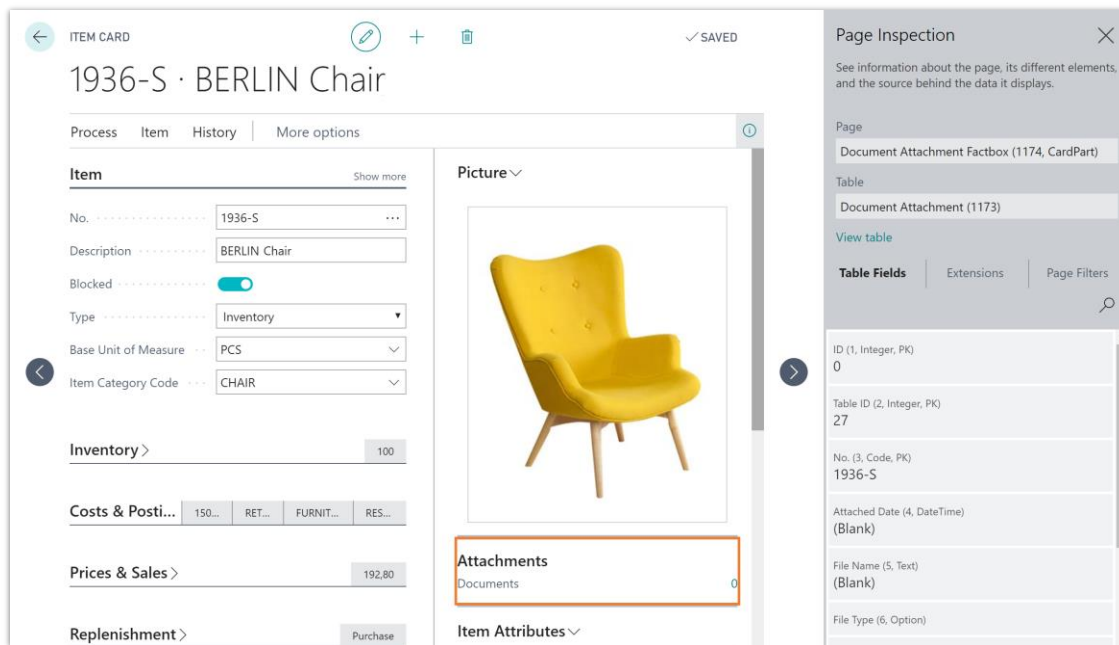 ITEM CARD
SAVED
1936-S · BERLIN Chair
Process Item History More options
Item Show more
No. 1936-S ...
Description BERLIN Chair
Blocked
Type Inventory
Base Unit of Measure PCS
Item Category Code CHAIR
Inventory 100
Costs & Posti... 150... RET... FURNIT... RES...
Prices & Sales 192,80
Replenishment Purchase
Picture
Attachments
Documents 0
Item Attributes
Page Inspection
See information about the page, its different elements,
and the source behind the data it displays.
Page
Document Attachment Factbox (1174, CardPart)
Table
Document Attachment (1173)
View table
Table Fields Extensions Page Filters
ID (1, Integer, PK)
0
Table ID (2, Integer, PK)
27
No. (3, Code, PK)
1936-S
Attached Date (4, DateTime)
(Blank)
File Name (5, Text)
(Blank)
File Type (6, Option)